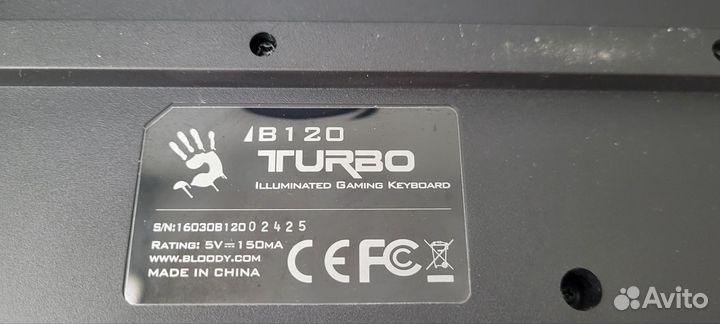 B120
TURBO
ILLUMINATED GAMING KEYBOARD
S/N:16030B12002425
RATING: 5V⎓150MA
WWW.BLOODY.COM
MADE IN CHINA
CE FC
Avito